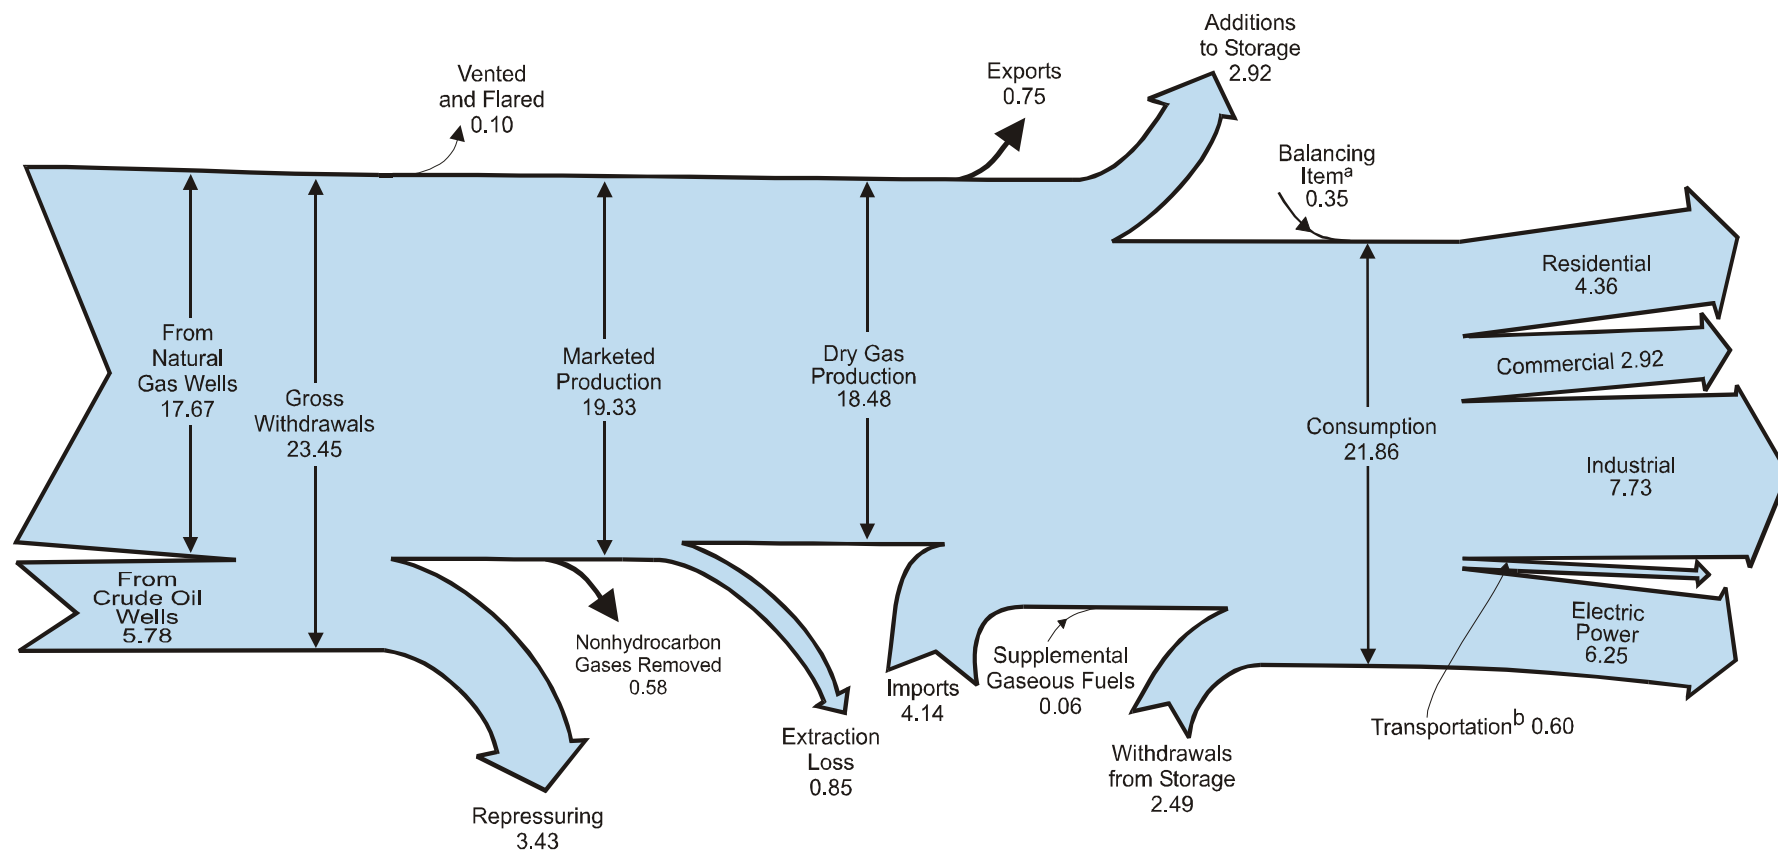 Additions
to Storage
2.92
Vented
and Flared
0.10
Exports
0.75
Balancing
Itemᵃ
0.35
Residential
4.36
Commercial 2.92
Industrial
7.73
Electric
Power
6.25
Transportationᵇ 0.60
From
Natural
Gas Wells
17.67
Gross
Withdrawals
23.45
Marketed
Production
19.33
Dry Gas
Production
18.48
Consumption
21.86
From
Crude Oil
Wells
5.78
Nonhydrocarbon
Gases Removed
0.58
Repressuring
3.43
Extraction
Loss
0.85
Imports
4.14
Supplemental
Gaseous Fuels
0.06
Withdrawals
from Storage
2.49